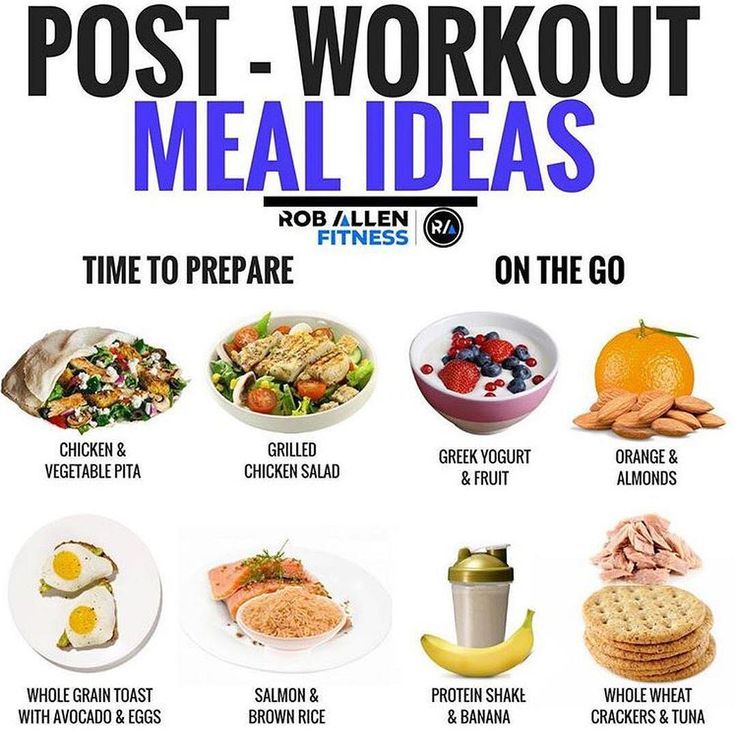 POST - WORKOUT
MEAL IDEAS
ROB ALLEN
FITNESS
R/A
TIME TO PREPARE
ON THE GO
CHICKEN &
VEGETABLE PITA
GRILLED
CHICKEN SALAD
GREEK YOGURT
& FRUIT
ORANGE &
ALMONDS
WHOLE GRAIN TOAST
WITH AVOCADO & EGGS
SALMON &
BROWN RICE
PROTEIN SHAKE
& BANANA
WHOLE WHEAT
CRACKERS & TUNA